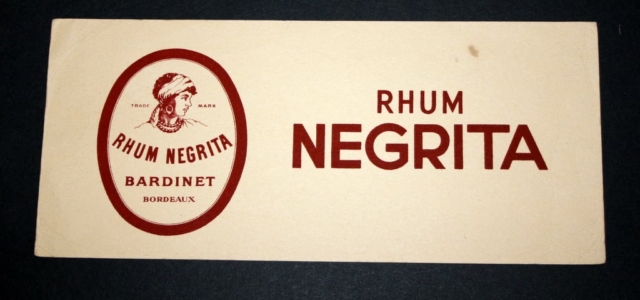 TRADE MARK
RHUM NEGRITA
BARDINET
BORDEAUX
RHUM
NEGRITA